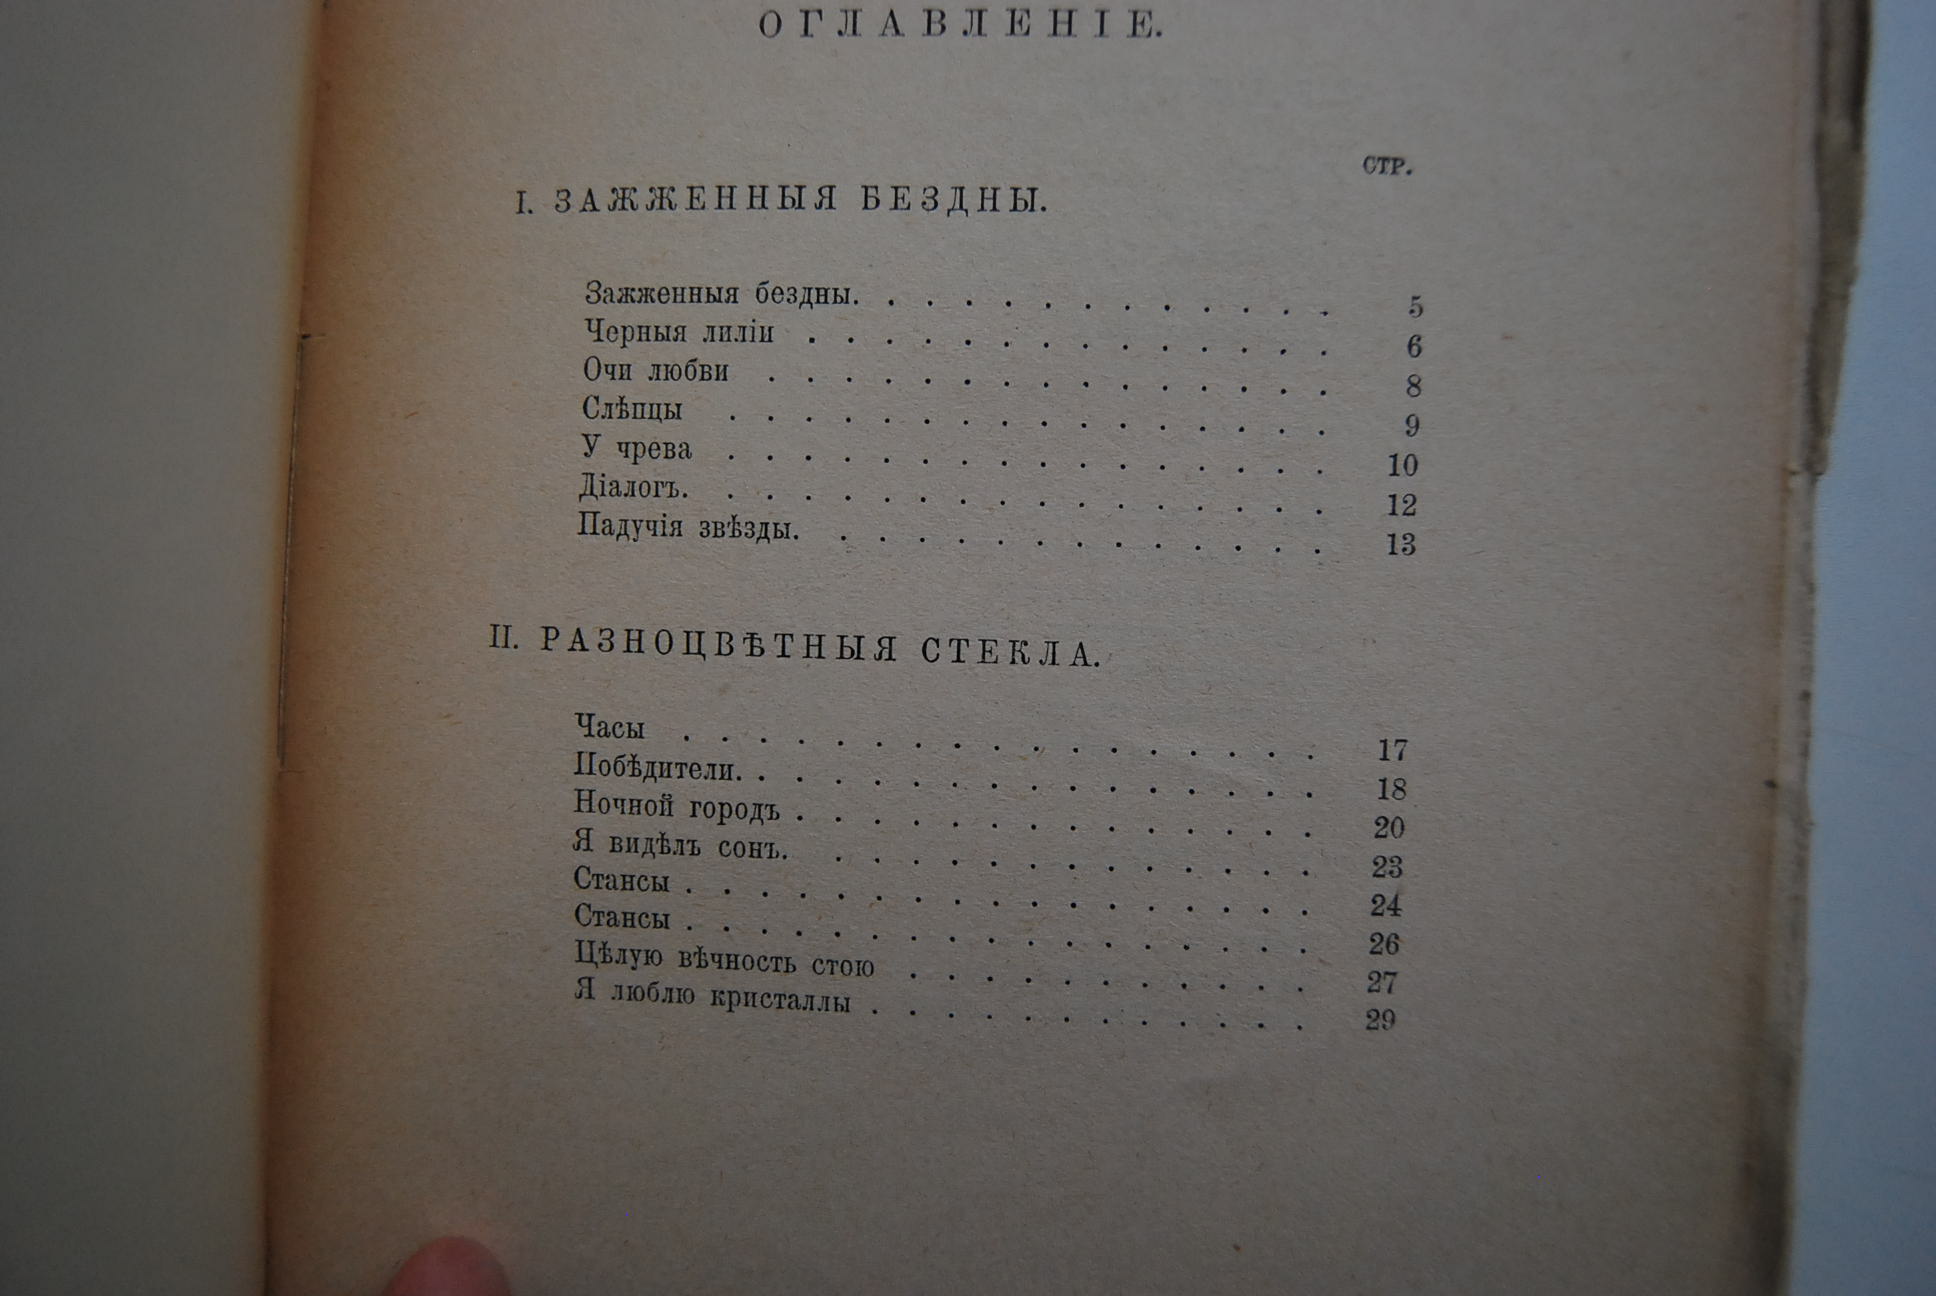 ОГЛАВЛЕНІЕ.
СТР.
I. ЗАЖЖЕННЫЯ БЕЗДНЫ.
Зажженныя бездны. . . . . . . . . . . . . 5
Черныя лиліи . . . . . . . . . . . . . . 6
Очи любви . . . . . . . . . . . . . . . 8
Слѣпцы . . . . . . . . . . . . . . . . 9
У чрева . . . . . . . . . . . . . . . . 10
Діалогъ. . . . . . . . . . . . . . . . . 12
Падучія звѣзды. . . . . . . . . . . . . . 13
II. РАЗНОЦВѢТНЫЯ СТЕКЛА.
Часы . . . . . . . . . . . . . . . . . 17
Побѣдители. . . . . . . . . . . . . . . . 18
Ночной городъ . . . . . . . . . . . . . . 20
Я видѣлъ сонъ. . . . . . . . . . . . . . 23
Стансы . . . . . . . . . . . . . . . . . 24
Стансы . . . . . . . . . . . . . . . . . 26
Цѣлую вѣчность стою . . . . . . . . . . . 27
Я люблю кристаллы . . . . . . . . . . . . 29